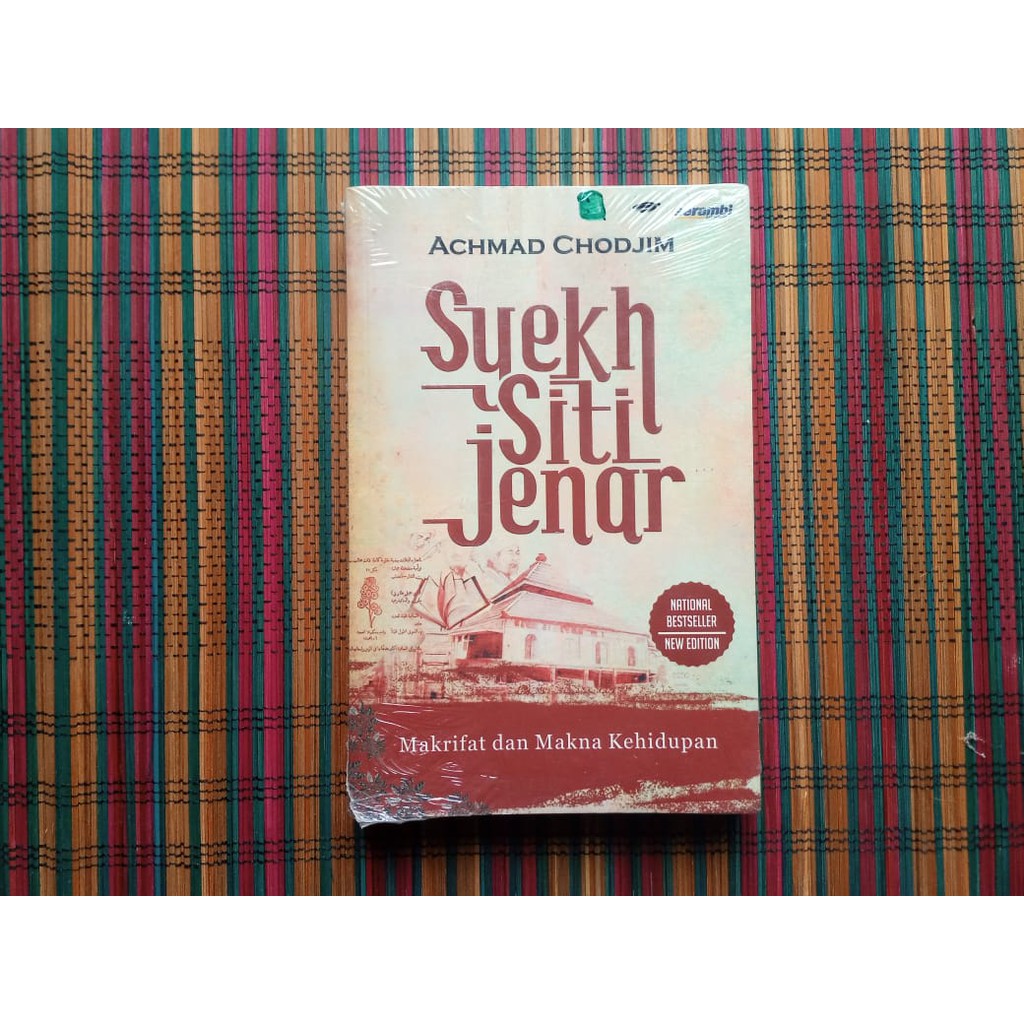 ACHMAD CHODJIM
Syekh
Siti
Jenar
NATIONAL
BESTSELLER
NEW EDITION
Makrifat dan Makna Kehidupan